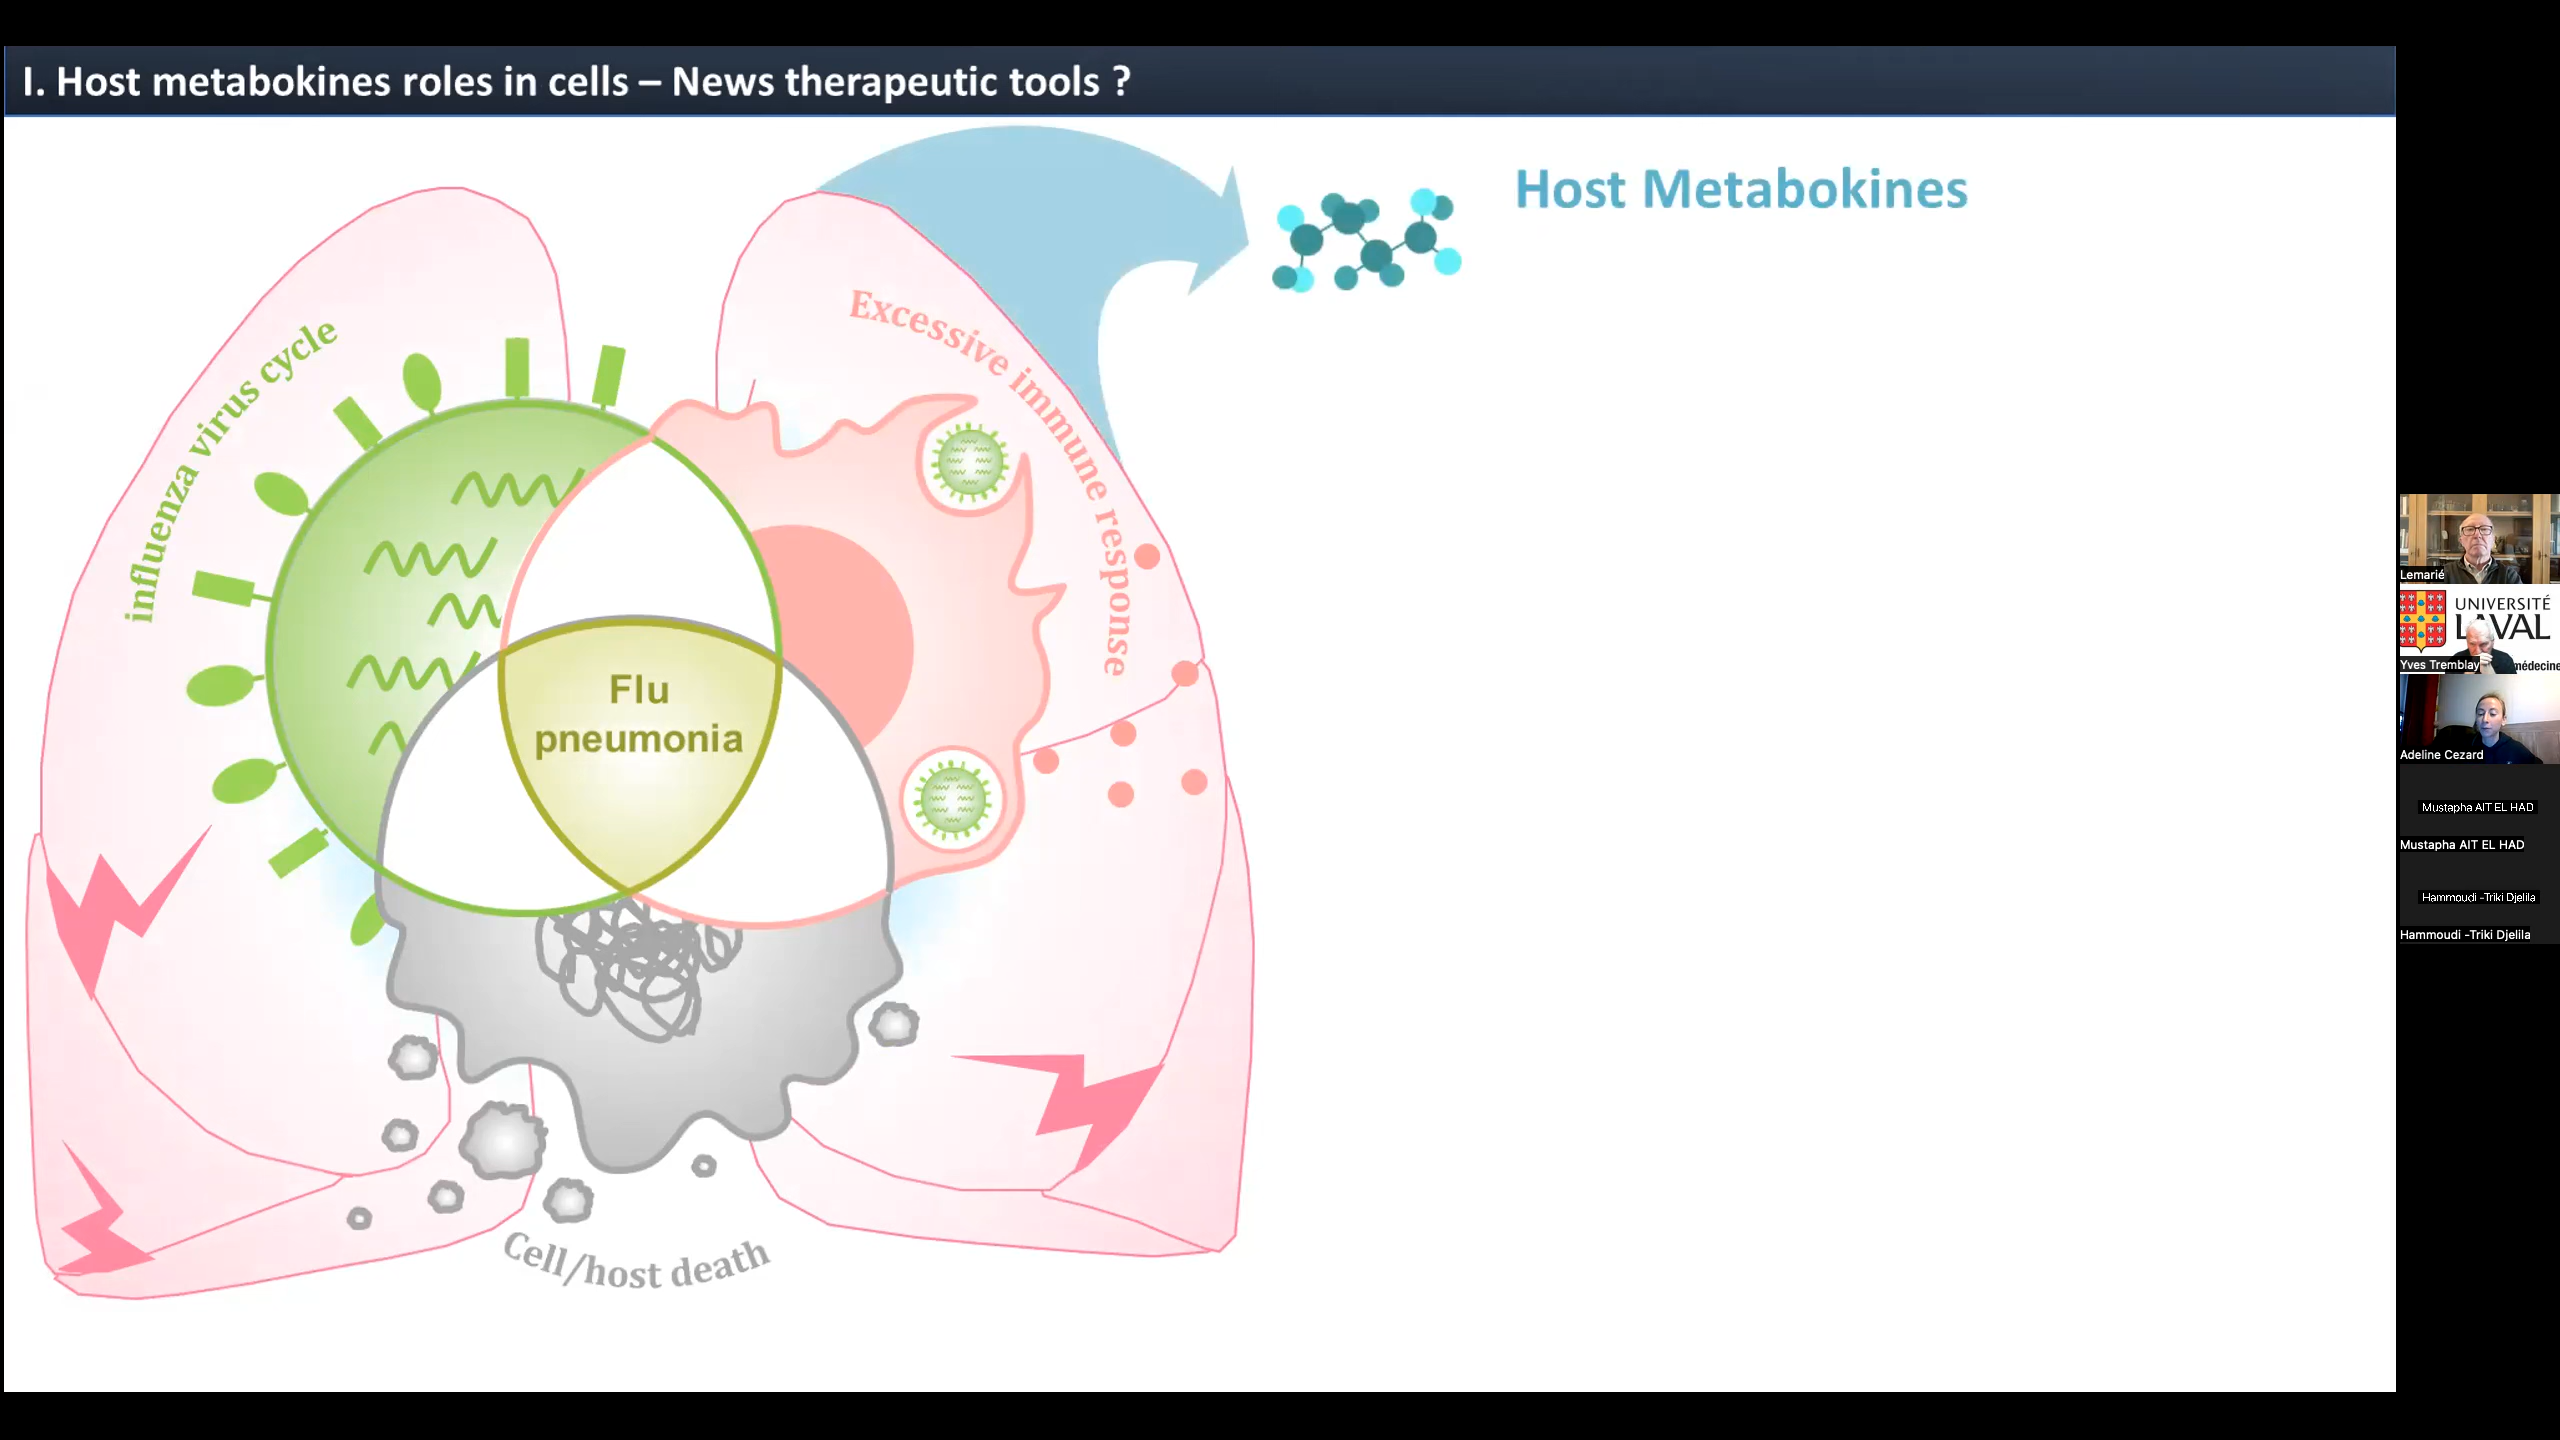 I. Host metabokines roles in cells – News therapeutic tools ?
Host Metabokines
influenza virus cycle
Excessive immune response
Flu
pneumonia
Cell/host death
Lemarié
UNIVERSITÉ
LAVAL
médecine
Yves Tremblay
Adeline Cezard
Mustapha AIT EL HAD
Mustapha AIT EL HAD
Hammoudi -Triki Djelila
Hammoudi -Triki Djelila